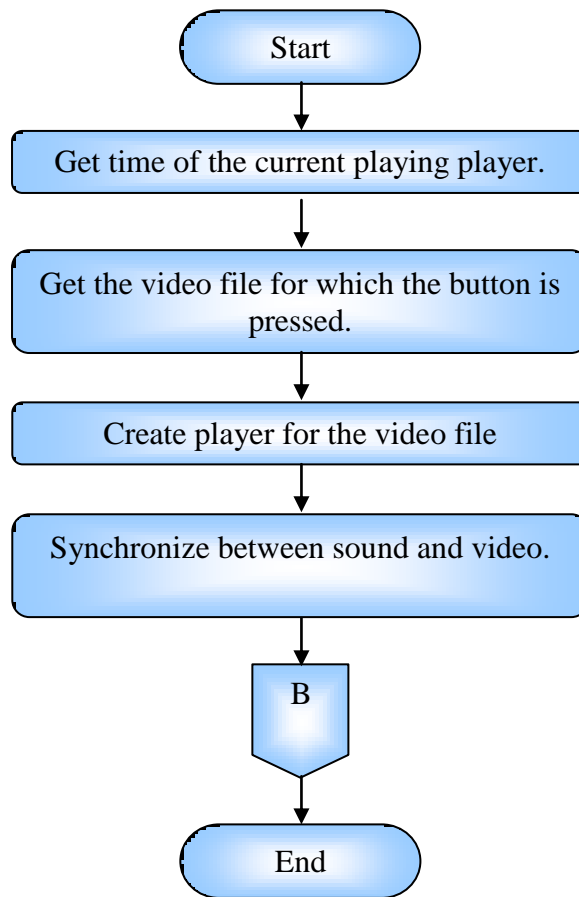 Start
Get time of the current playing player.
Get the video file for which the button is
pressed.
Create player for the video file
Synchronize between sound and video.
B
End